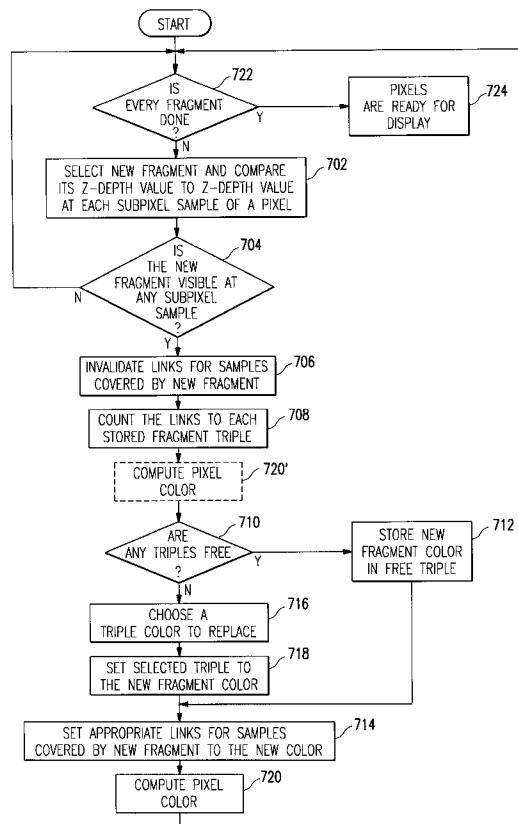 START
722
IS
EVERY FRAGMENT
DONE
?
Y
N
PIXELS
ARE READY FOR
DISPLAY
724
702
SELECT NEW FRAGMENT AND COMPARE
ITS Z-DEPTH VALUE TO Z-DEPTH VALUE
AT EACH SUBPIXEL SAMPLE OF A PIXEL
704
IS
THE NEW
FRAGMENT VISIBLE AT
ANY SUBPIXEL
SAMPLE
?
N
Y
INVALIDATE LINKS FOR SAMPLES
COVERED BY NEW FRAGMENT
706
COUNT THE LINKS TO EACH
STORED FRAGMENT TRIPLE
708
COMPUTE PIXEL
COLOR
720'
710
ARE
ANY TRIPLES FREE
?
Y
N
STORE NEW
FRAGMENT COLOR
IN FREE TRIPLE
712
CHOOSE A
TRIPLE COLOR TO REPLACE
716
SET SELECTED TRIPLE TO
THE NEW FRAGMENT COLOR
718
SET APPROPRIATE LINKS FOR SAMPLES
COVERED BY NEW FRAGMENT TO THE NEW COLOR
714
COMPUTE PIXEL
COLOR
720